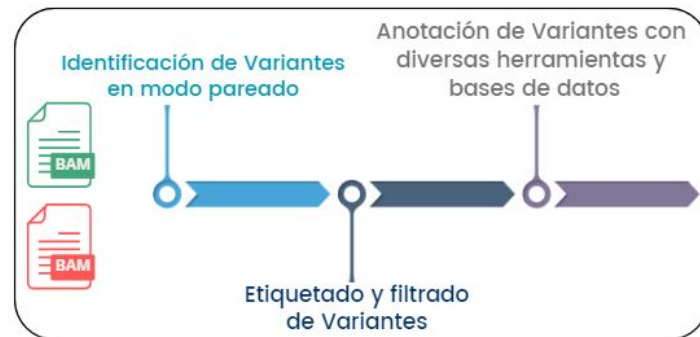 Identificación de Variantes
en modo pareado
Anotación de Variantes con
diversas herramientas y
bases de datos
BAM
BAM
Etiquetado y filtrado
de Variantes